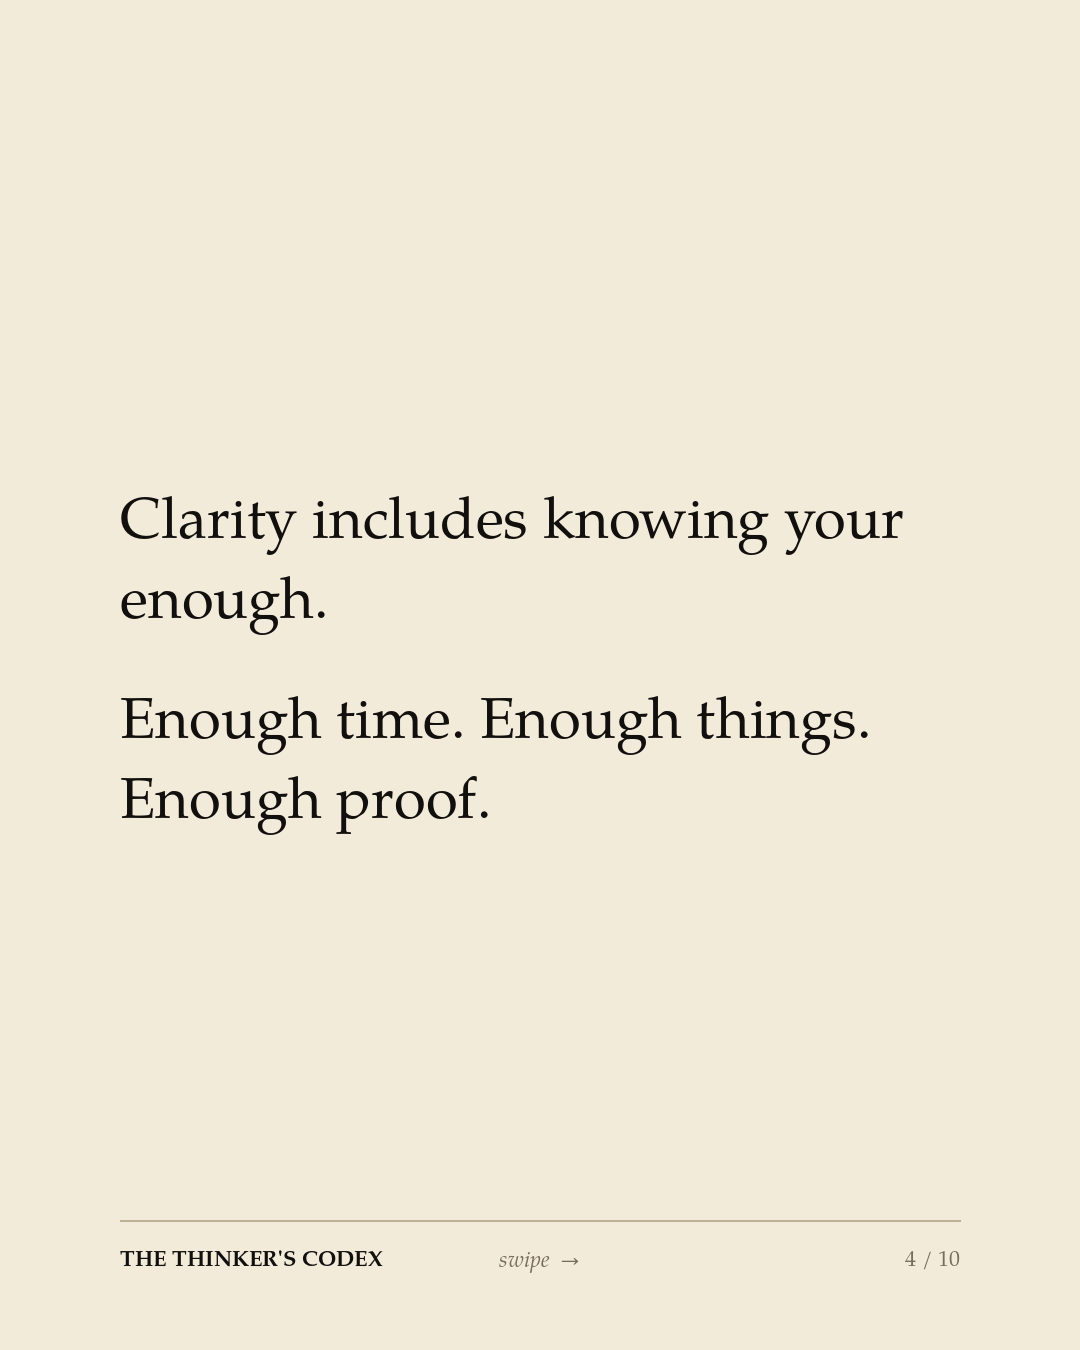 Clarity includes knowing your
enough.
Enough time. Enough things.
Enough proof.
THE THINKER'S CODEX swipe → 4 / 10